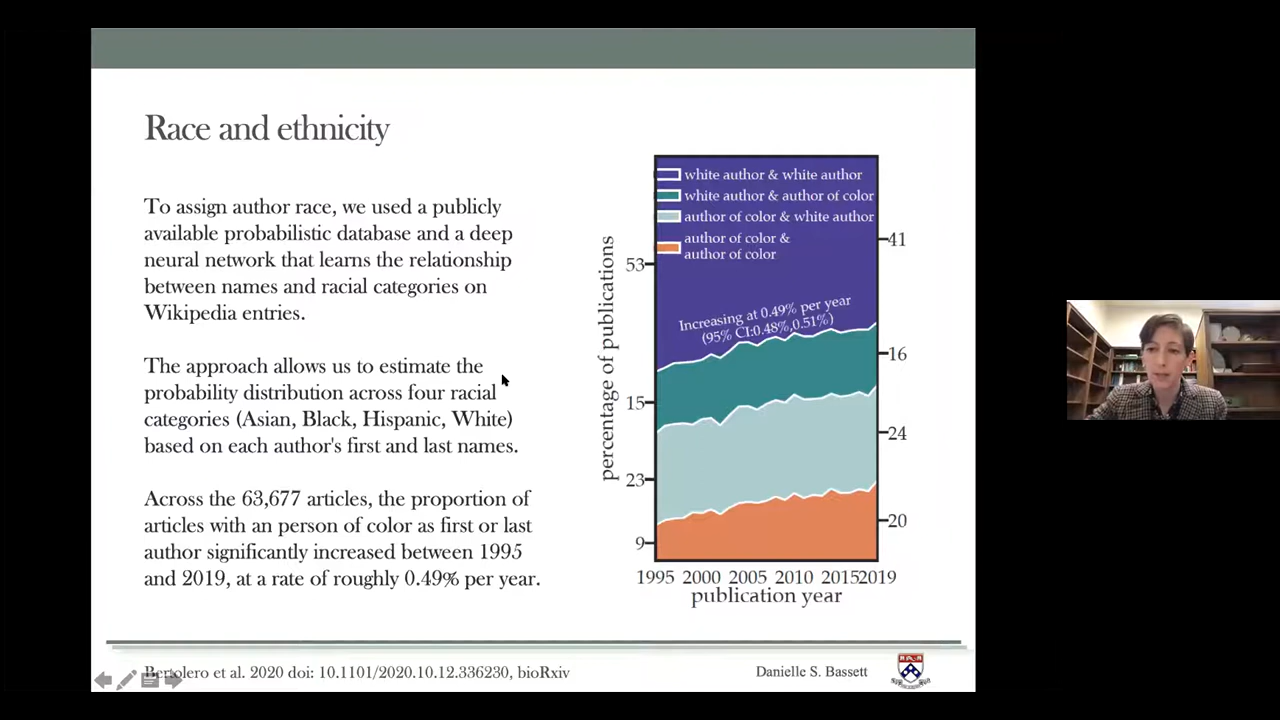 Race and ethnicity
To assign author race, we used a publicly
available probabilistic database and a deep
neural network that learns the relationship
between names and racial categories on
Wikipedia entries.
The approach allows us to estimate the
probability distribution across four racial
categories (Asian, Black, Hispanic, White)
based on each author's first and last names.
Across the 63,677 articles, the proportion of
articles with an person of color as first or last
author significantly increased between 1995
and 2019, at a rate of roughly 0.49% per year.
white author & white author
white author & author of color
author of color & white author
author of color &
author of color
Increasing at 0.49% per year
(95% CI:0.48%,0.51%)
percentage of publications
53
15
23
9
41
16
24
20
1995 2000 2005 2010 2015 2019
publication year
Bertolero et al. 2020 doi: 10.1101/2020.10.12.336230, bioRxiv
Danielle S. Bassett